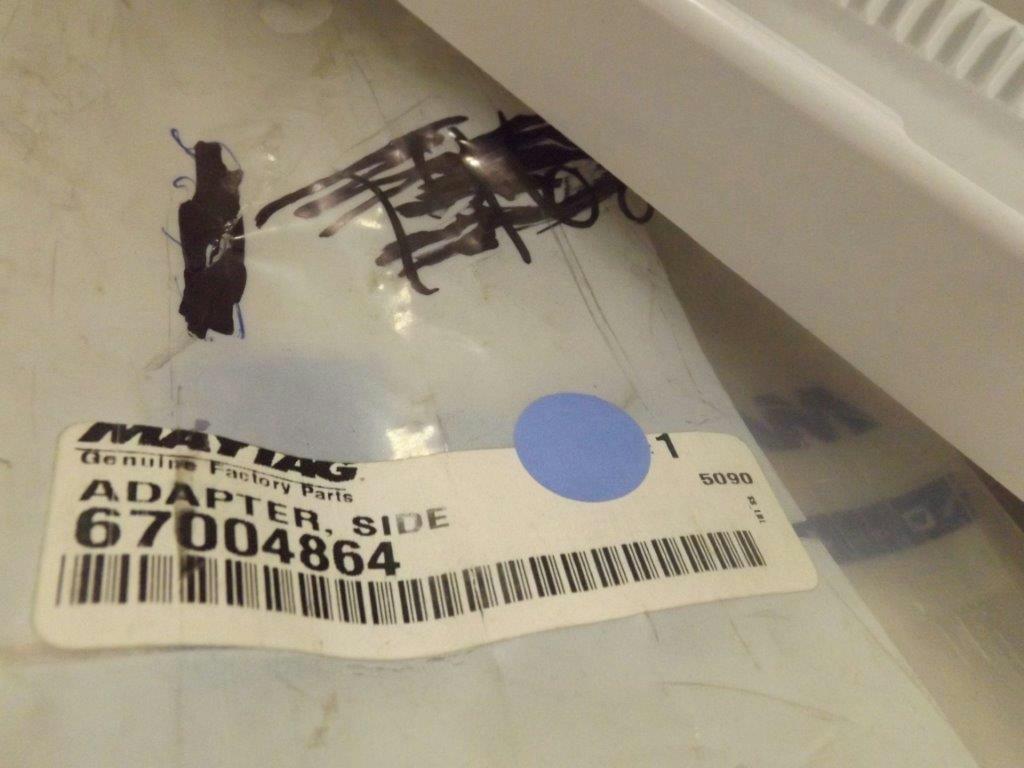 MAYTAG
Genuine Factory Parts
ADAPTER, SIDE
67004864
1
5090